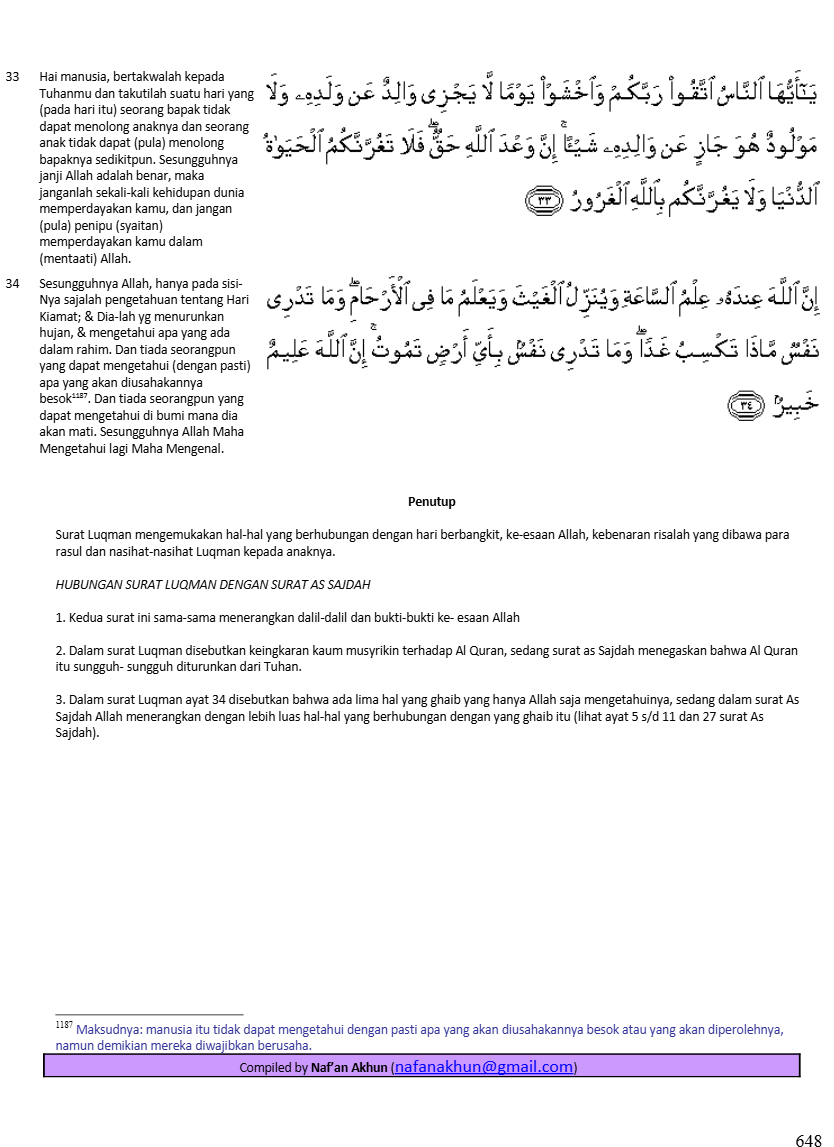 33
Hai manusia, bertakwalah kepada
Tuhanmu dan takutilah suatu hari yang
(pada hari itu) seorang bapak tidak
dapat menolong anaknya dan seorang
anak tidak dapat (pula) menolong
bapaknya sedikitpun. Sesungguhnya
janji Allah adalah benar, maka
janganlah sekali-kali kehidupan dunia
memperdayakan kamu, dan jangan
(pula) penipu (syaitan)
memperdayakan kamu dalam
(mentaati) Allah.
يَـٰٓأَيُّهَا ٱلنَّاسُ ٱتَّقُوا۟ رَبَّكُمْ وَٱخْشَوْا۟ يَوْمًا لَّا يَجْزِى وَالِدٌ عَن وَلَدِهِۦ وَلَا
مَوْلُودٌ هُوَ جَازٍ عَن وَالِدِهِۦ شَيْـًٔا ۚ إِنَّ وَعْدَ ٱللَّهِ حَقٌّ ۖ فَلَا تَغُرَّنَّكُمُ ٱلْحَيَوٰةُ
ٱلدُّنْيَا وَلَا يَغُرَّنَّكُم بِٱللَّهِ ٱلْغَرُورُ ٣٣
34
Sesungguhnya Allah, hanya pada sisi-
Nya sajalah pengetahuan tentang Hari
Kiamat; & Dia-lah yg menurunkan
hujan, & mengetahui apa yang ada
dalam rahim. Dan tiada seorangpun
yang dapat mengetahui (dengan pasti)
apa yang akan diusahakannya
besok¹¹⁸⁷. Dan tiada seorangpun yang
dapat mengetahui di bumi mana dia
akan mati. Sesungguhnya Allah Maha
Mengetahui lagi Maha Mengenal.
إِنَّ ٱللَّهَ عِندَهُۥ عِلْمُ ٱلسَّاعَةِ وَيُنَزِّلُ ٱلْغَيْثَ وَيَعْلَمُ مَا فِى ٱلْأَرْحَامِ ۖ وَمَا تَدْرِى
نَفْسٌ مَّاذَا تَكْسِبُ غَدًا ۖ وَمَا تَدْرِى نَفْسٌۢ بِأَىِّ أَرْضٍ تَمُوتُ ۚ إِنَّ ٱللَّهَ عَلِيمٌ
خَبِيرٌۢ ٣٤
Penutup
Surat Luqman mengemukakan hal-hal yang berhubungan dengan hari berbangkit, ke-esaan Allah, kebenaran risalah yang dibawa para
rasul dan nasihat-nasihat Luqman kepada anaknya.
HUBUNGAN SURAT LUQMAN DENGAN SURAT AS SAJDAH
1. Kedua surat ini sama-sama menerangkan dalil-dalil dan bukti-bukti ke- esaan Allah
2. Dalam surat Luqman disebutkan keingkaran kaum musyrikin terhadap Al Quran, sedang surat as Sajdah menegaskan bahwa Al Quran
itu sungguh- sungguh diturunkan dari Tuhan.
3. Dalam surat Luqman ayat 34 disebutkan bahwa ada lima hal yang ghaib yang hanya Allah saja mengetahuinya, sedang dalam surat As
Sajdah Allah menerangkan dengan lebih luas hal-hal yang berhubungan dengan yang ghaib itu (lihat ayat 5 s/d 11 dan 27 surat As
Sajdah).
¹¹⁸⁷ Maksudnya: manusia itu tidak dapat mengetahui dengan pasti apa yang akan diusahakannya besok atau yang akan diperolehnya,
namun demikian mereka diwajibkan berusaha.
Compiled by Naf’an Akhun (nafanakhun@gmail.com)
648